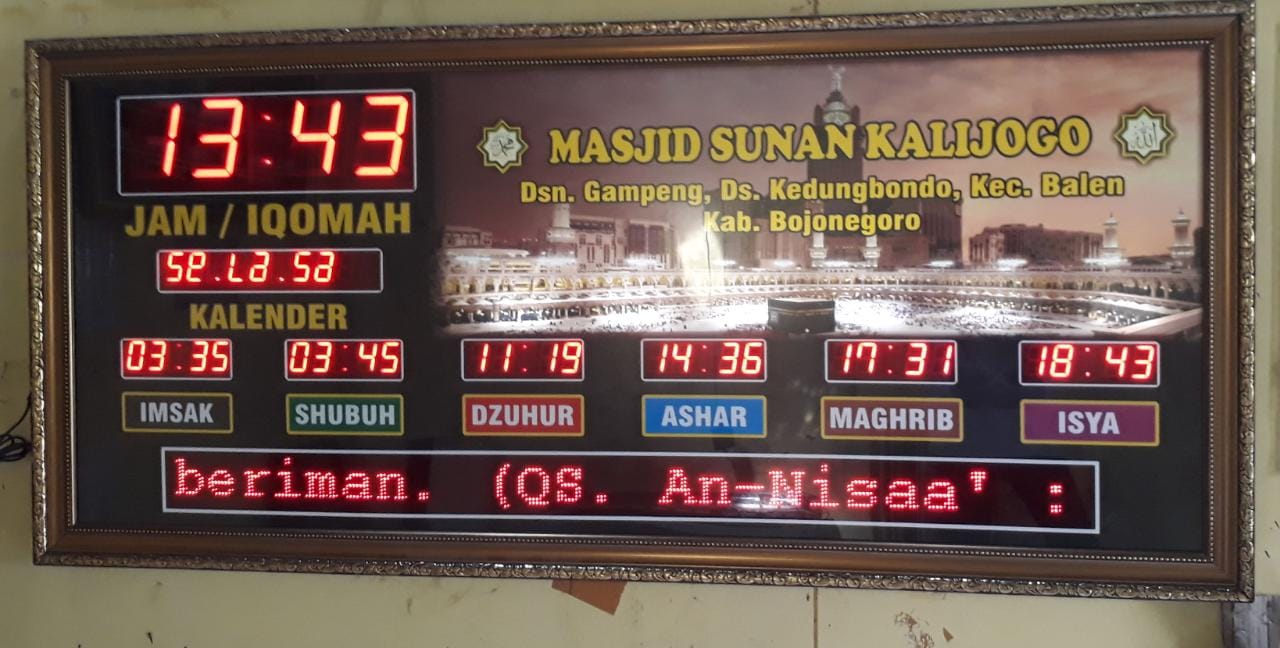 13:43
MASJID SUNAN KALIJOGO
Dsn. Gampeng, Ds. Kedungbondo, Kec. Balen
Kab. Bojonegoro
JAM / IQOMAH
Se.La.Sa
KALENDER
03:35 03:45 11:19 14:36 17:31 18:43
IMSAK SHUBUH DZUHUR ASHAR MAGHRIB ISYA
beriman. (QS. An-Nisaa' :